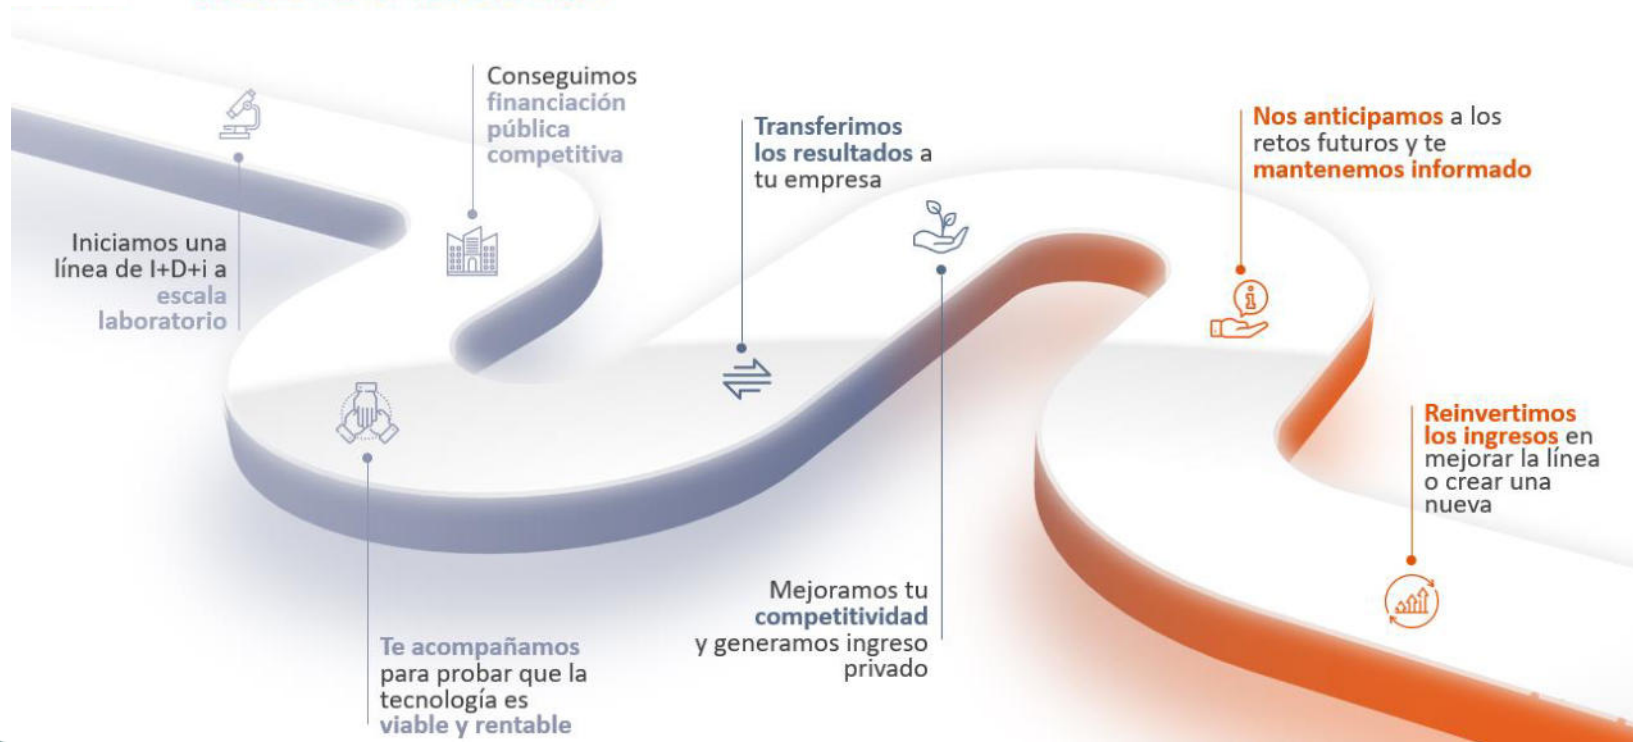 Iniciamos una
línea de I+D+i a
escala
laboratorio
Conseguimos
financiación
pública
competitiva
Te acompañamos
para probar que la
tecnología es
viable y rentable
Transferimos
los resultados a
tu empresa
Mejoramos tu
competitividad
y generamos ingreso
privado
Nos anticipamos a los
retos futuros y te
mantenemos informado
Reinvertimos
los ingresos en
mejorar la línea
o crear una
nueva